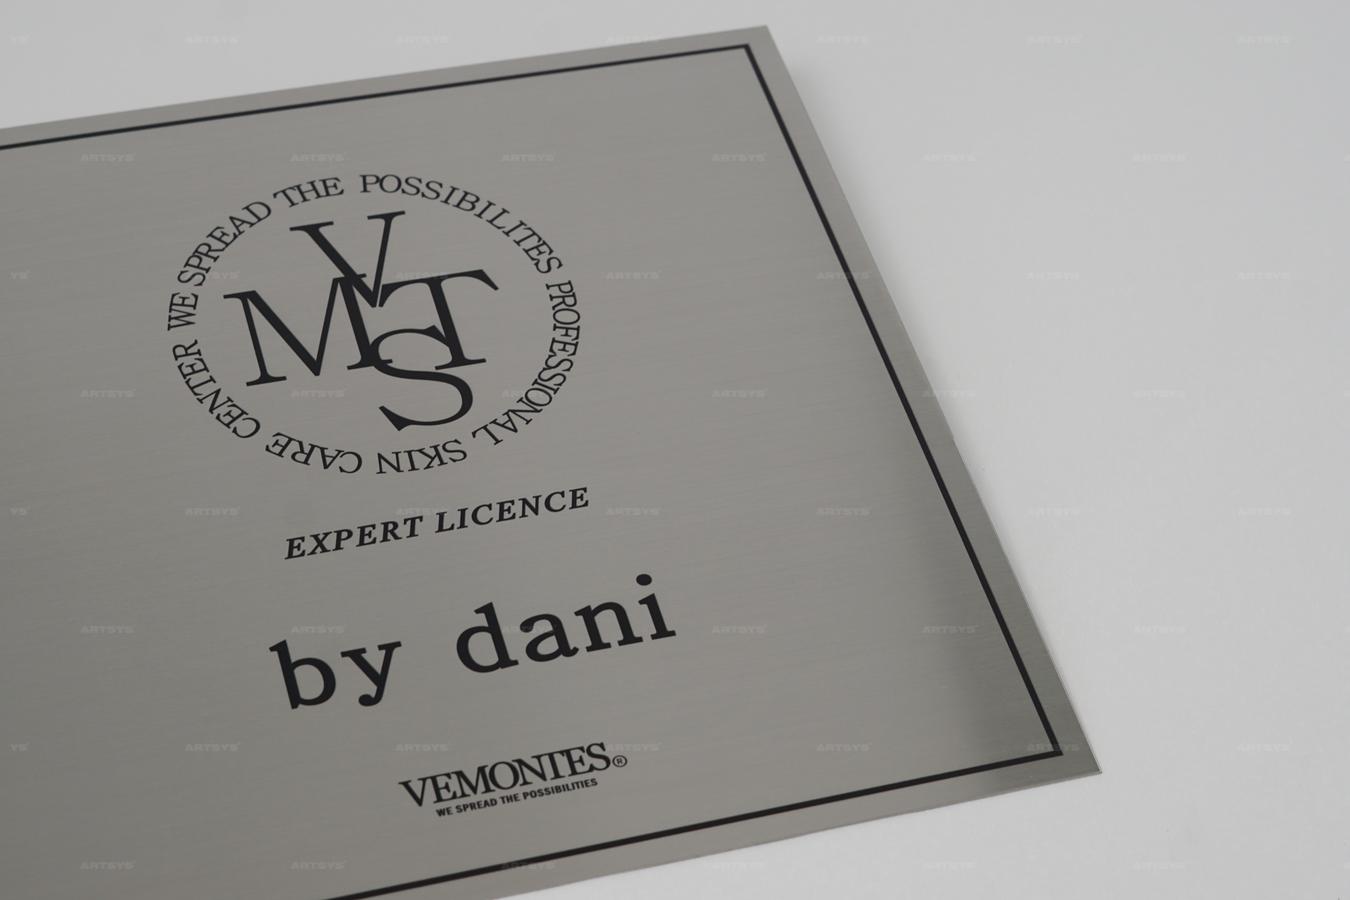 WE SPREAD THE POSSIBILITES PROFESSIONAL SKIN CARE CENTER
VMTS
EXPERT LICENCE
by dani
VEMONTES®
WE SPREAD THE POSSIBILITIES
ARTSYS